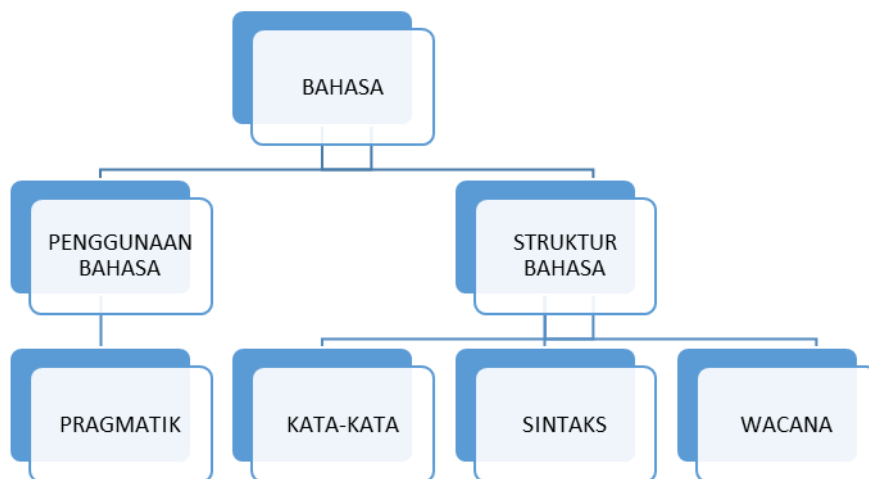 BAHASA
PENGGUNAAN
BAHASA
STRUKTUR
BAHASA
PRAGMATIK
KATA-KATA
SINTAKS
WACANA